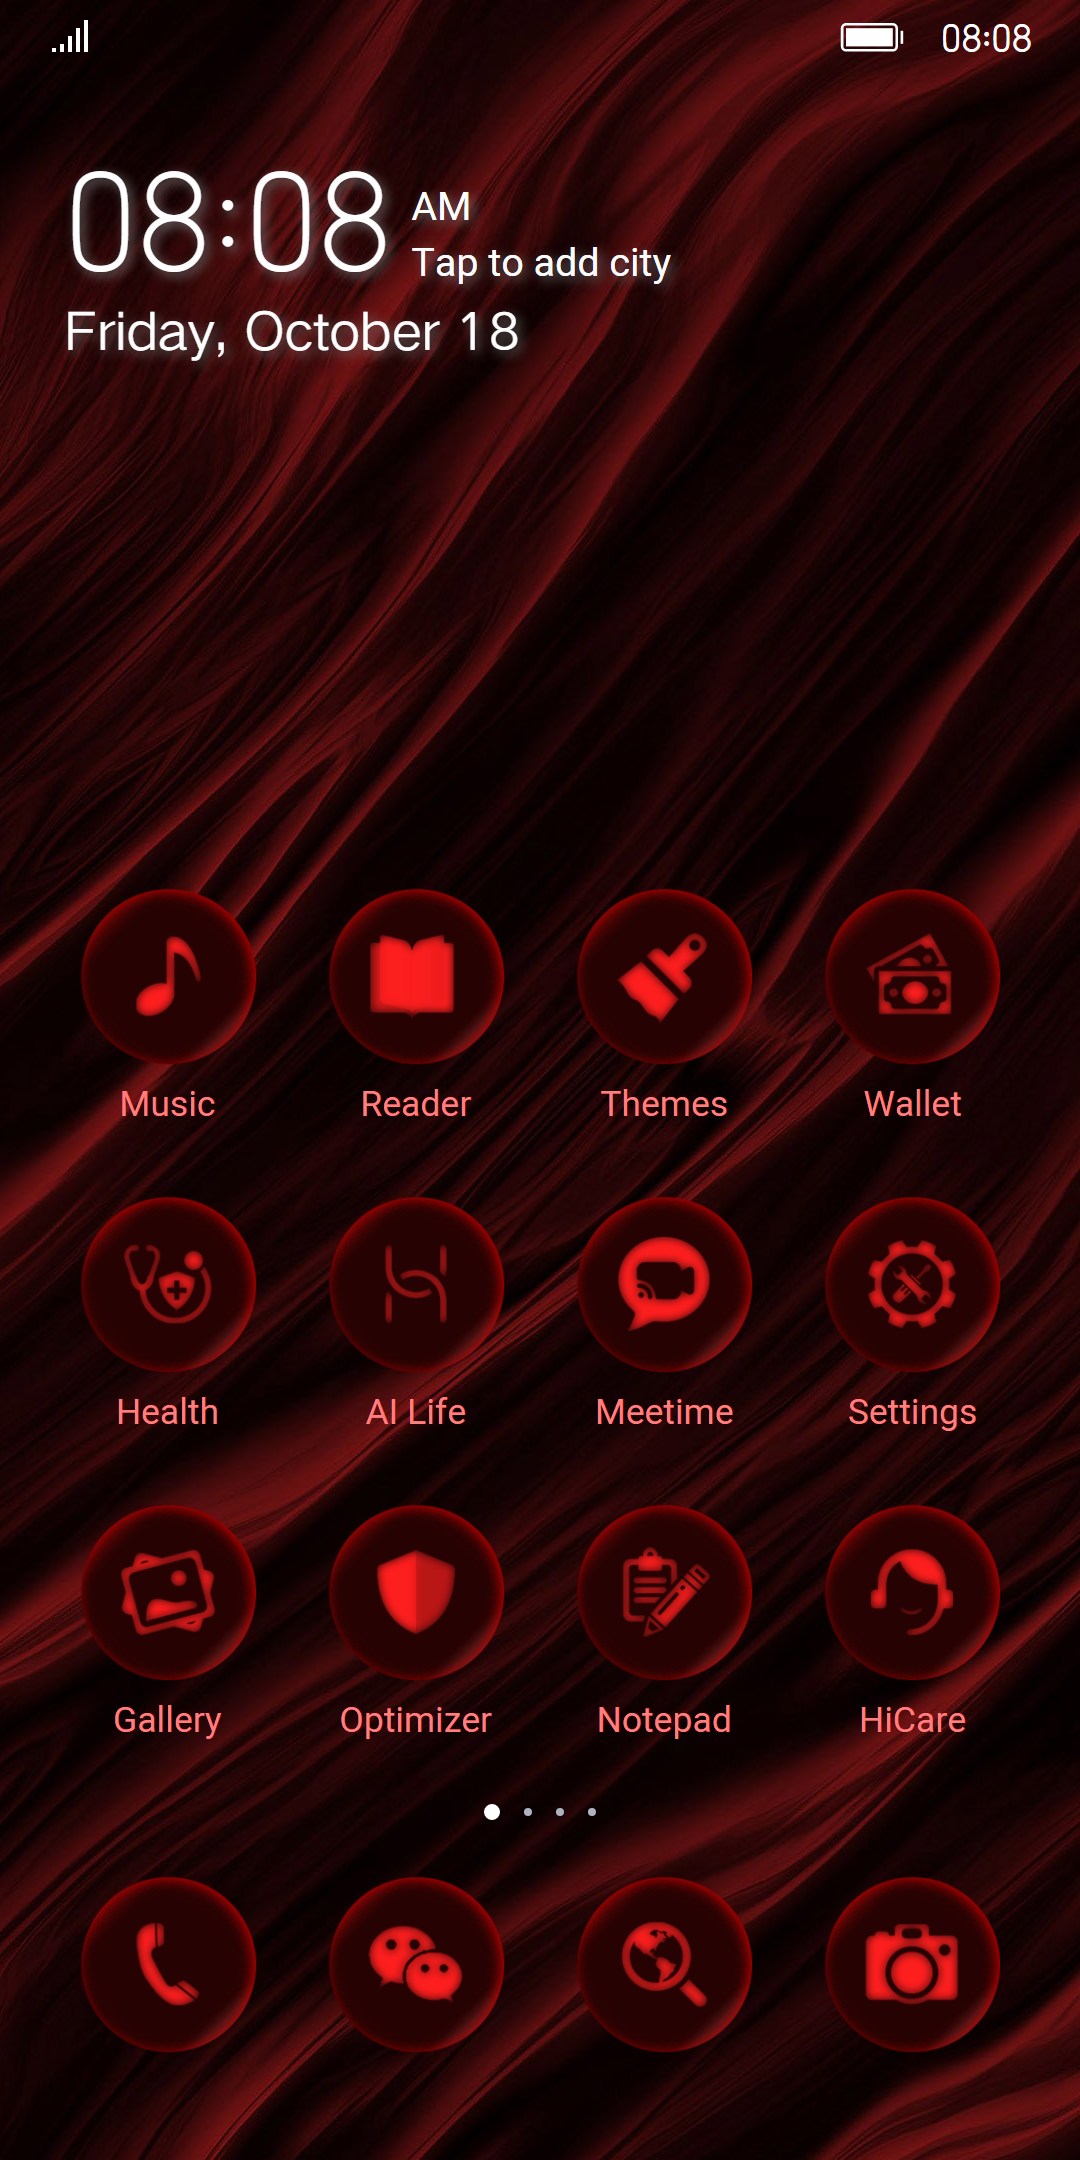 08:08
08:08 AM
Tap to add city
Friday, October 18
Music Reader Themes Wallet
Health AI Life Meetime Settings
Gallery Optimizer Notepad HiCare